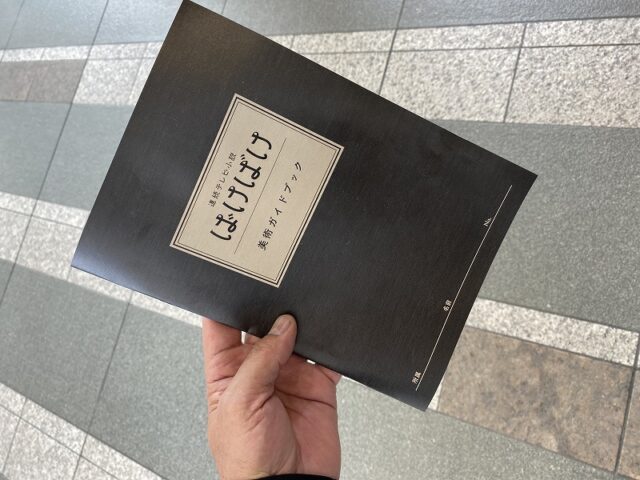 連続テレビ小説
ばけばけ
美術ガイドブック
No.
名前
所属